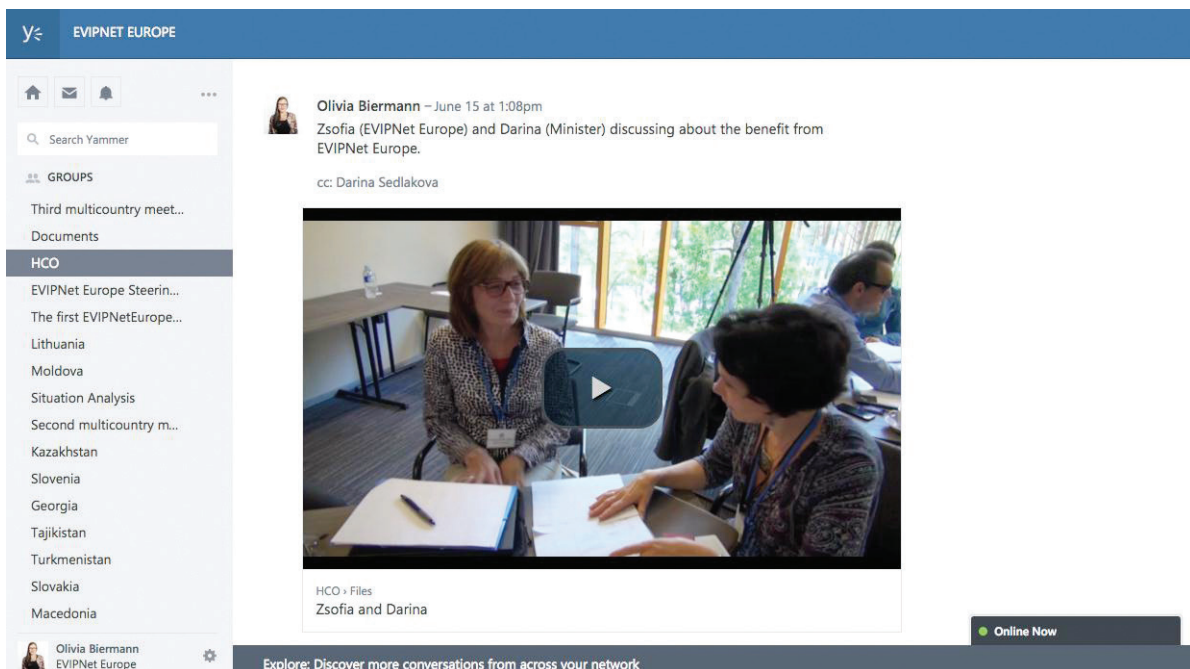 EVIPNET EUROPE
Search Yammer
GROUPS
Third multicountry meet...
Documents
HCO
EVIPNet Europe Steerin...
The first EVIPNetEurope...
Lithuania
Moldova
Situation Analysis
Second multicountry m...
Kazakhstan
Slovenia
Georgia
Tajikistan
Turkmenistan
Slovakia
Macedonia
Olivia Biermann
EVIPNet Europe
Olivia Biermann – June 15 at 1:08pm
Zsofia (EVIPNet Europe) and Darina (Minister) discussing about the benefit from
EVIPNet Europe.
cc: Darina Sedlakova
HCO › Files
Zsofia and Darina
Online Now
Explore: Discover more conversations from across your network